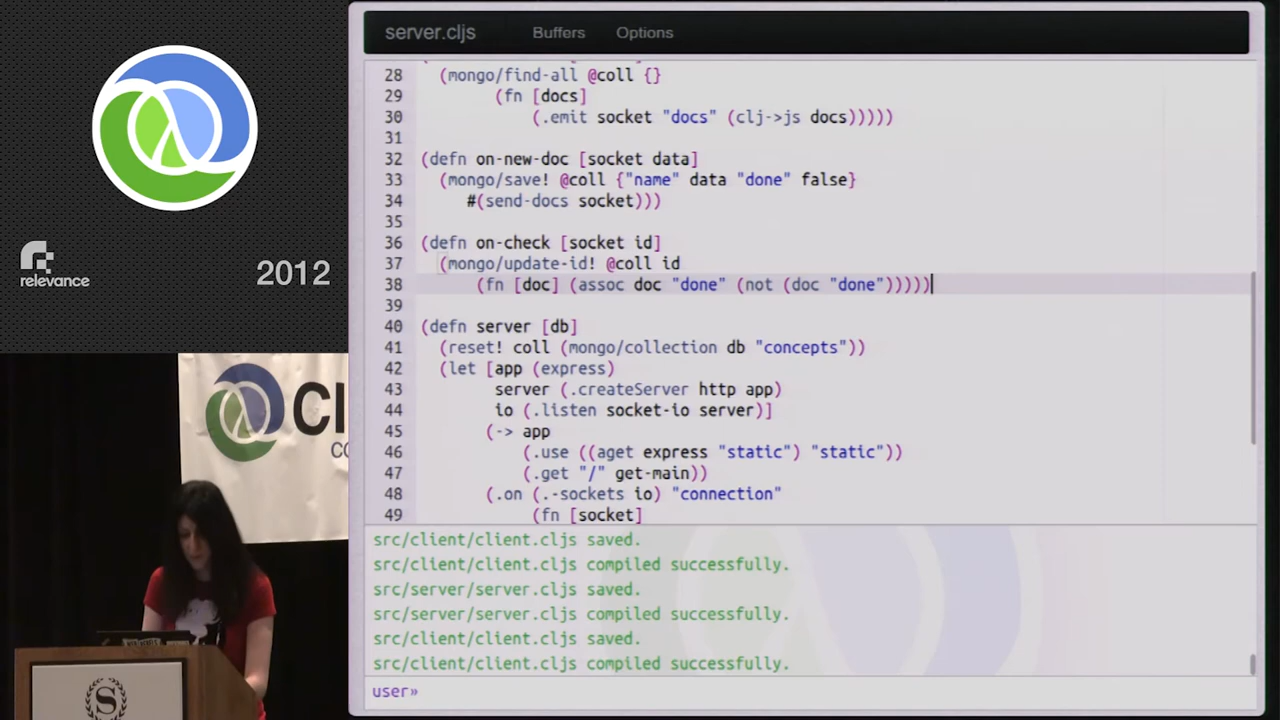 server.cljs Buffers Options
28 (mongo/find-all @coll {}
29 (fn [docs]
30 (.emit socket "docs" (clj->js docs)))))
31
32 (defn on-new-doc [socket data]
33 (mongo/save! @coll {"name" data "done" false}
34 #(send-docs socket)))
35
36 (defn on-check [socket id]
37 (mongo/update-id! @coll id
38 (fn [doc] (assoc doc "done" (not (doc "done")))))
39
40 (defn server [db]
41 (reset! coll (mongo/collection db "concepts"))
42 (let [app (express)
43 server (.createServer http app)
44 io (.listen socket-io server)]
45 (-> app
46 (.use ((aget express "static") "static"))
47 (.get "/" get-main))
48 (.on (.-sockets io) "connection"
49 (fn [socket]
src/client/client.cljs saved.
src/client/client.cljs compiled successfully.
src/server/server.cljs saved.
src/server/server.cljs compiled successfully.
src/client/client.cljs saved.
src/client/client.cljs compiled successfully.
user»
relevance
2012
Cl
CO
S